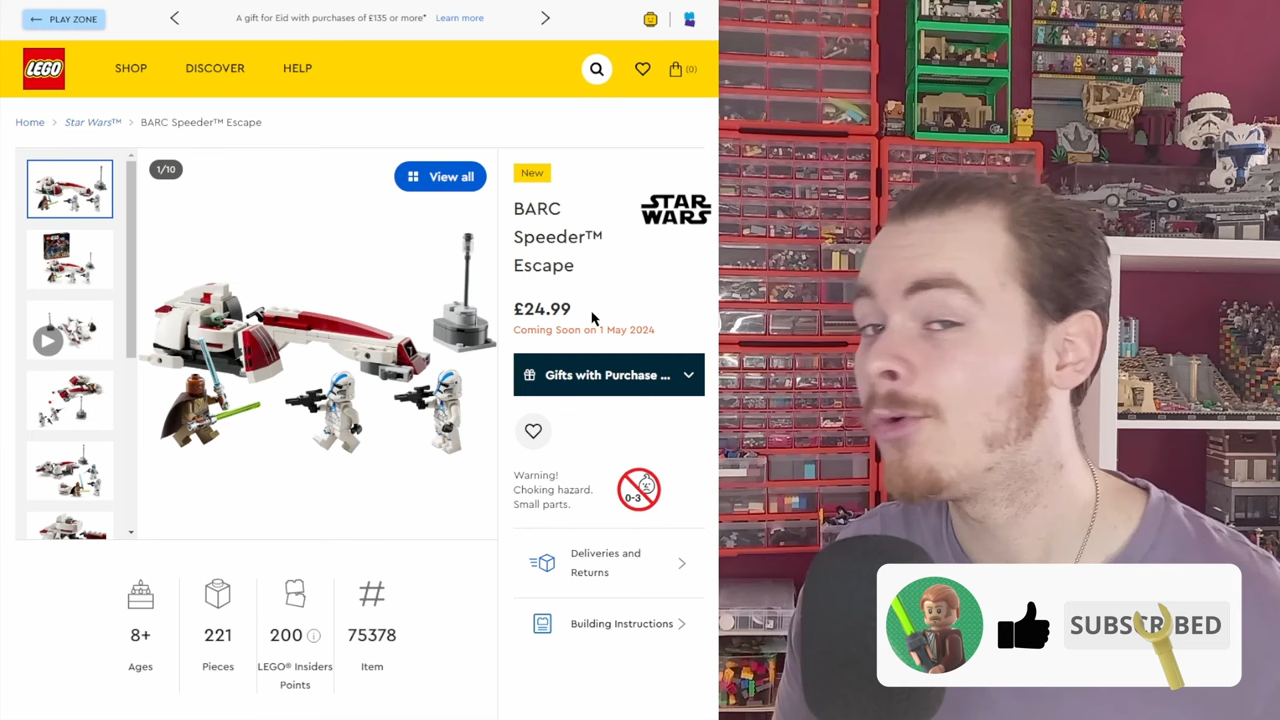 ← PLAY ZONE
A gift for Eid with purchases of £135 or more* Learn more
LEGO
SHOP
DISCOVER
HELP
(0)
Home > Star Wars™ > BARC Speeder™ Escape
1/10
View all
New
BARC
Speeder™
Escape
STAR
WARS
£24.99
Coming Soon on 1 May 2024
Gifts with Purchase ...
Warning!
Choking hazard.
Small parts.
0-3
Deliveries and
Returns
Building Instructions
8+
Ages
221
Pieces
200
LEGO® Insiders
Points
75378
Item
SUBSCRIBED